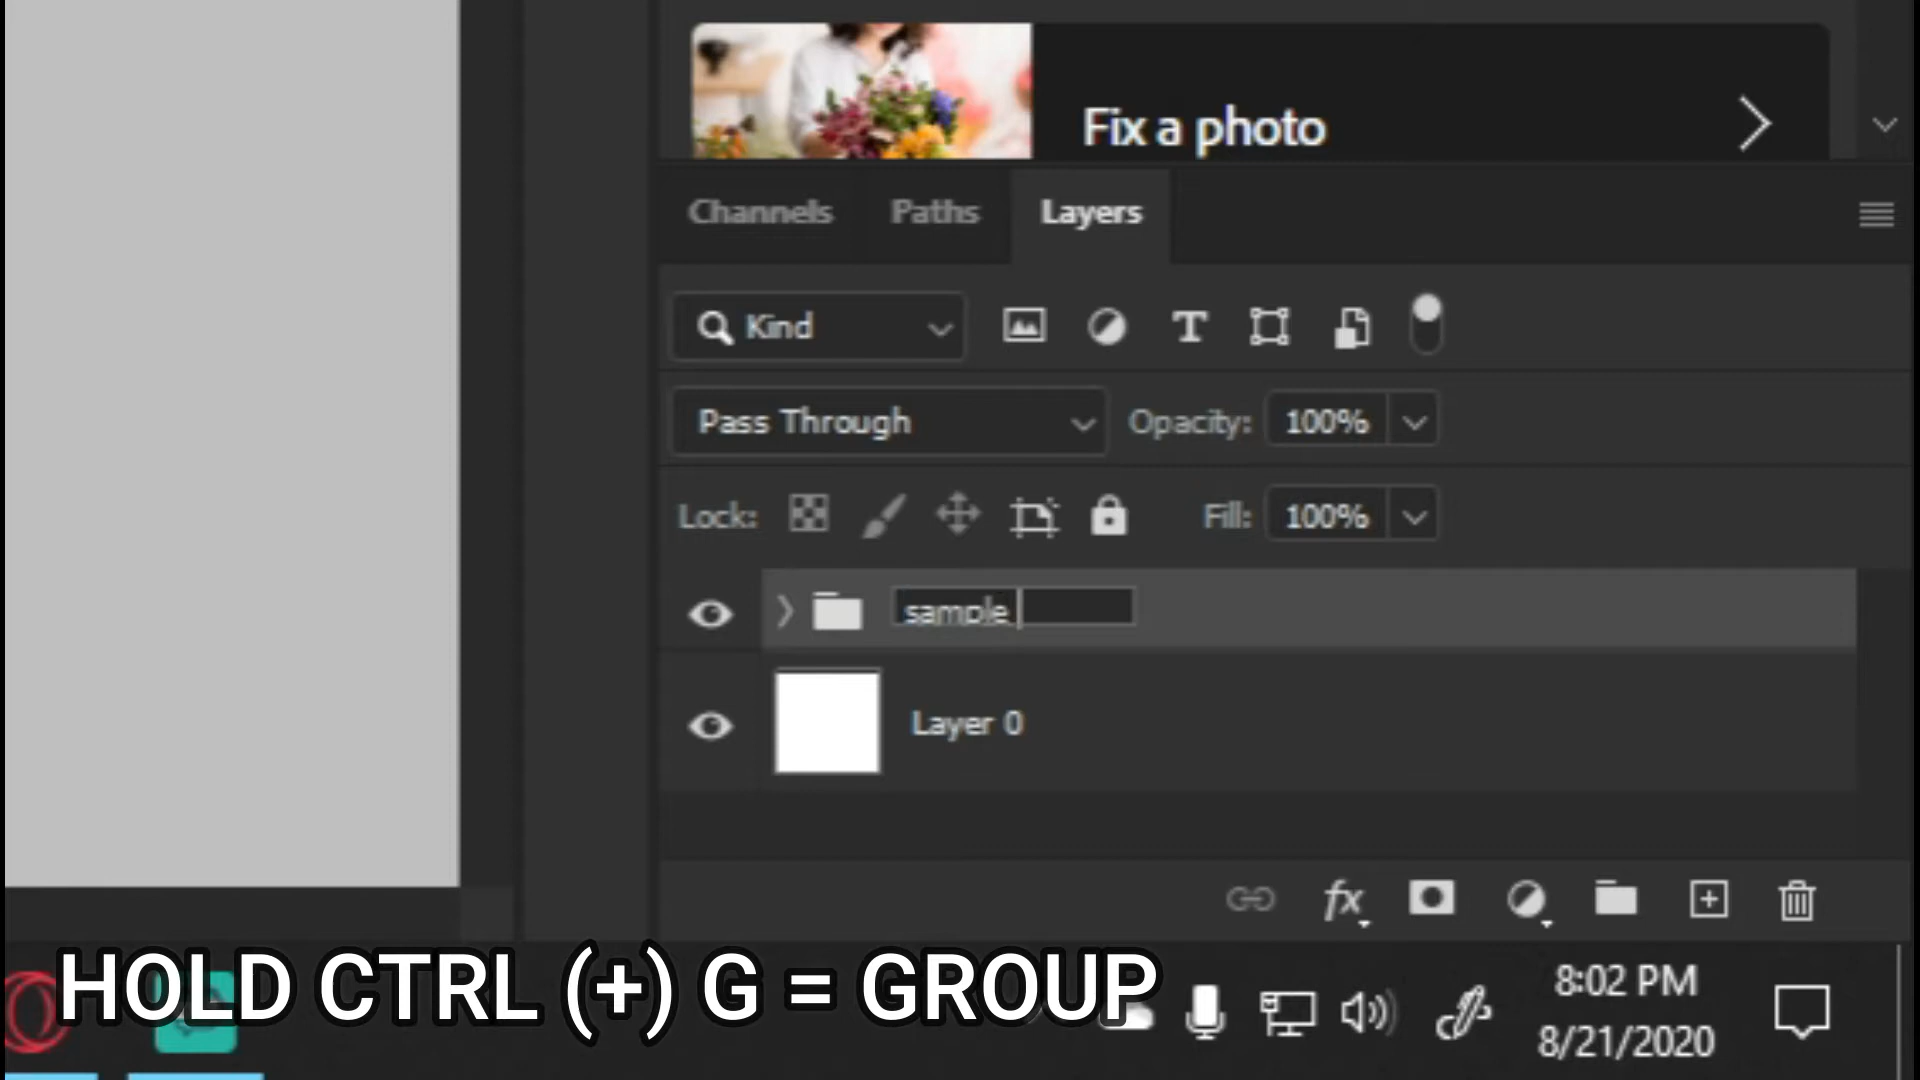 Fix a photo
Channels Paths Layers
Kind T
Pass Through Opacity: 100%
Lock: Fill: 100%
sample
Layer 0
fx
HOLD CTRL (+) G = GROUP
8:02 PM
8/21/2020